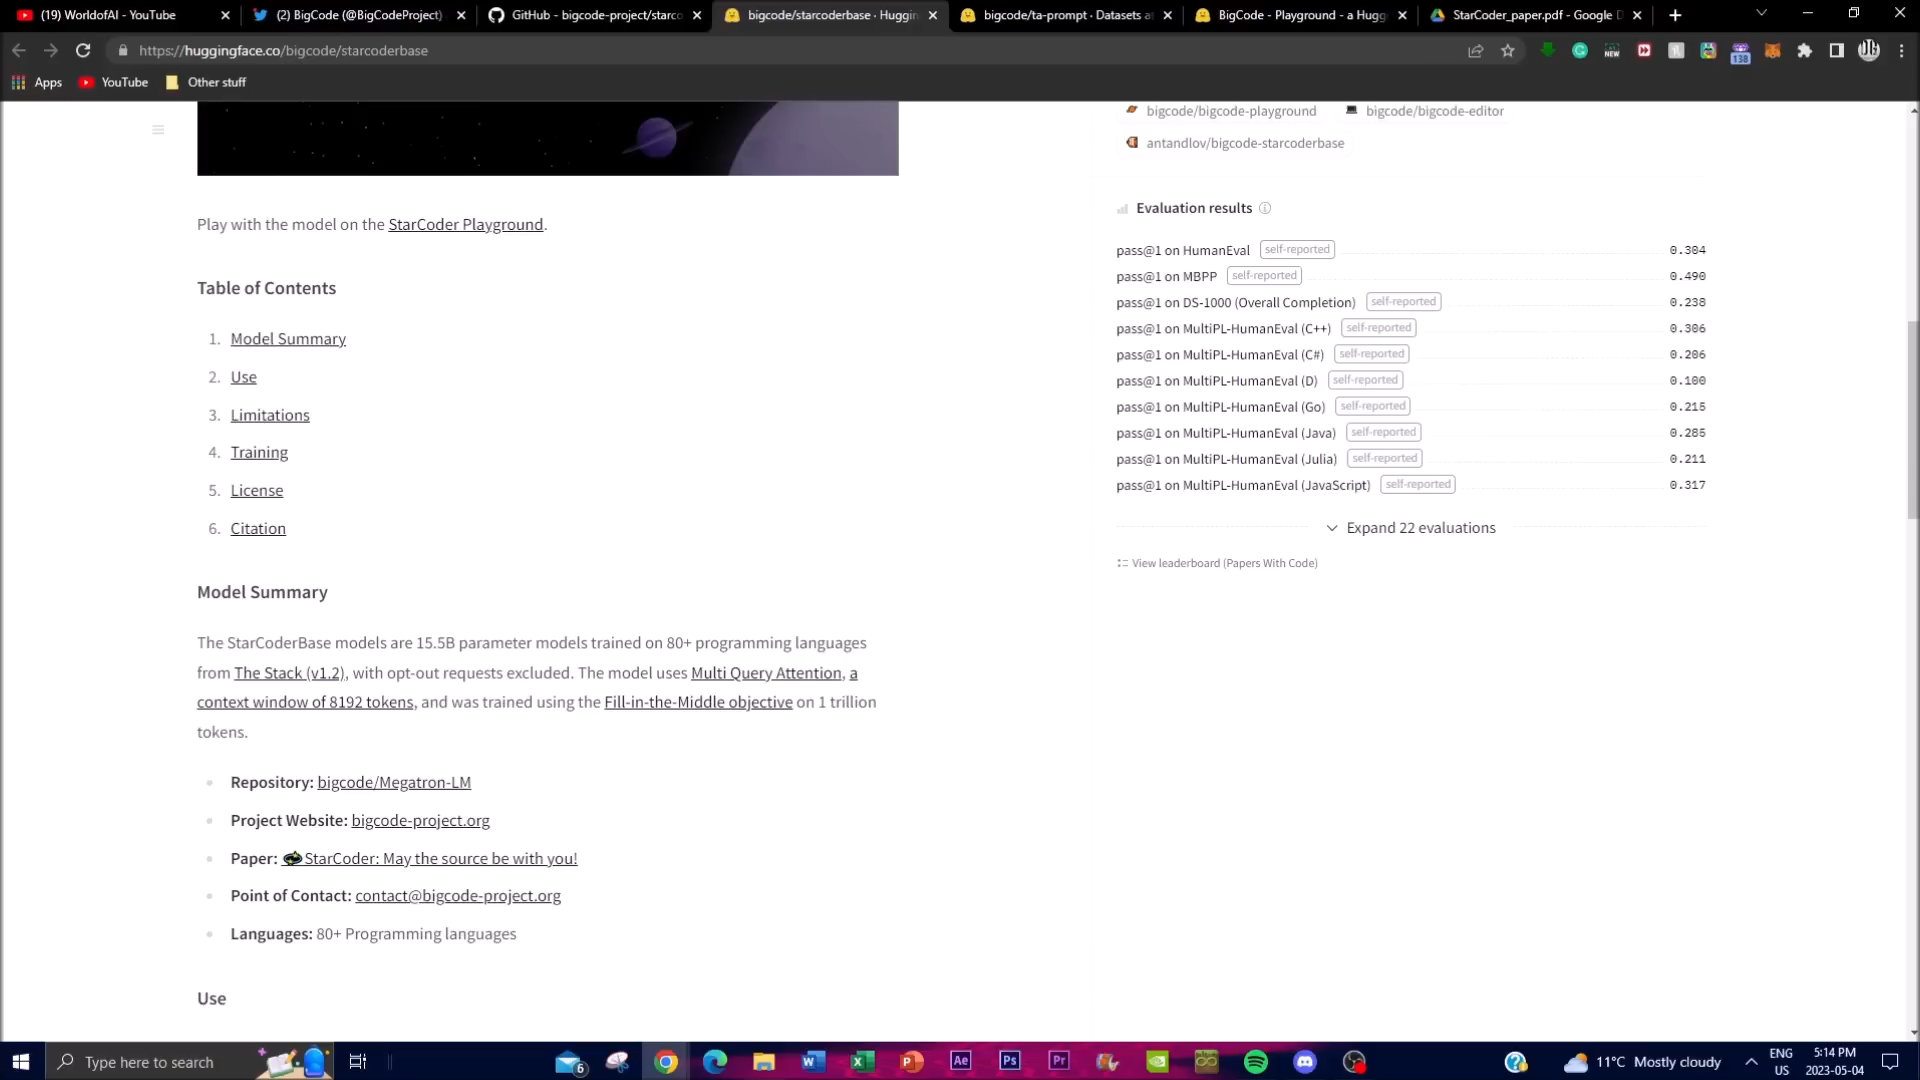 (19) WorldofAI - YouTube
(2) BigCode (@BigCodeProject)
GitHub - bigcode-project/starco
bigcode/starcoderbase · Huggin
bigcode/ta-prompt · Datasets at
BigCode - Playground - a Hugg
StarCoder_paper.pdf - Google D
https://huggingface.co/bigcode/starcoderbase
NEW
138
Apps
YouTube
Other stuff
bigcode/bigcode-playground
bigcode/bigcode-editor
antandlov/bigcode-starcoderbase
Play with the model on the StarCoder Playground.
Table of Contents
1. Model Summary
2. Use
3. Limitations
4. Training
5. License
6. Citation
Evaluation results
pass@1 on HumanEval self-reported 0.304
pass@1 on MBPP self-reported 0.490
pass@1 on DS-1000 (Overall Completion) self-reported 0.238
pass@1 on MultiPL-HumanEval (C++) self-reported 0.306
pass@1 on MultiPL-HumanEval (C#) self-reported 0.206
pass@1 on MultiPL-HumanEval (D) self-reported 0.100
pass@1 on MultiPL-HumanEval (Go) self-reported 0.215
pass@1 on MultiPL-HumanEval (Java) self-reported 0.285
pass@1 on MultiPL-HumanEval (Julia) self-reported 0.211
pass@1 on MultiPL-HumanEval (JavaScript) self-reported 0.317
Expand 22 evaluations
View leaderboard (Papers With Code)
Model Summary
The StarCoderBase models are 15.5B parameter models trained on 80+ programming languages
from The Stack (v1.2), with opt-out requests excluded. The model uses Multi Query Attention, a
context window of 8192 tokens, and was trained using the Fill-in-the-Middle objective on 1 trillion
tokens.
Repository: bigcode/Megatron-LM
Project Website: bigcode-project.org
Paper: StarCoder: May the source be with you!
Point of Contact: contact@bigcode-project.org
Languages: 80+ Programming languages
Use
Type here to search
6
Ae
Ps
Pr
11°C Mostly cloudy
ENG
US
5:14 PM
2023-05-04